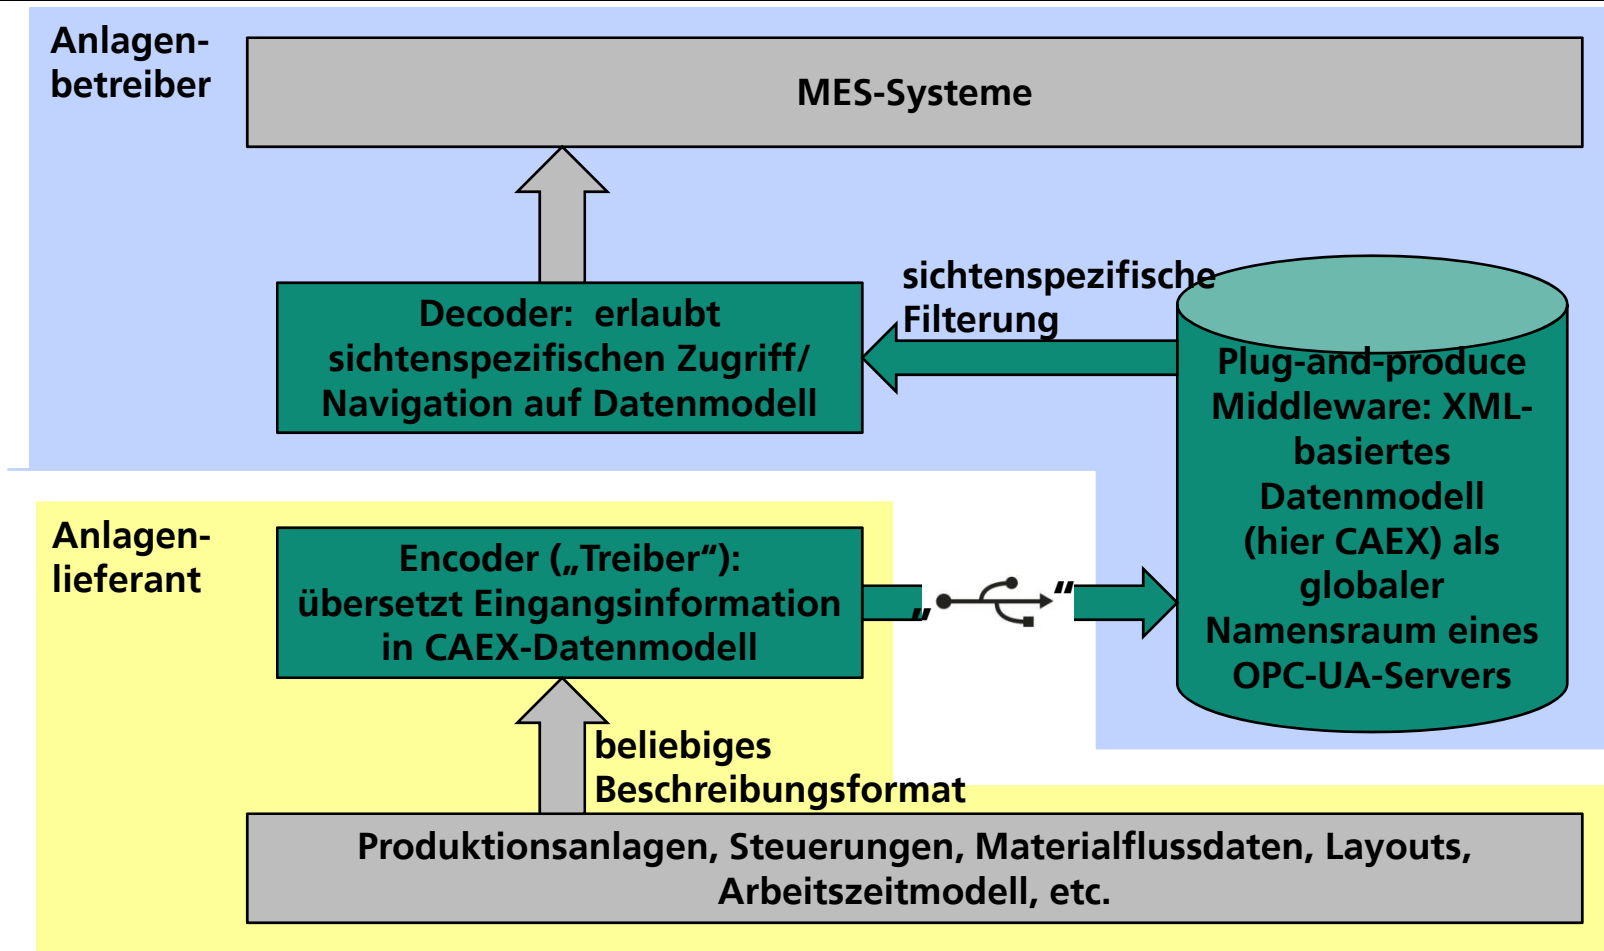 Anlagen-
betreiber
MES-Systeme
sichtenspezifische
Filterung
Decoder:  erlaubt
sichtenspezifischen Zugriff/
Navigation auf Datenmodell
Plug-and-produce
Middleware: XML-
basiertes
Datenmodell
(hier CAEX) als
globaler
Namensraum eines
OPC-UA-Servers
Anlagen-
lieferant
Encoder („Treiber“):
übersetzt Eingangsinformation
in CAEX-Datenmodell
„ “
beliebiges
Beschreibungsformat
Produktionsanlagen, Steuerungen, Materialflussdaten, Layouts,
Arbeitszeitmodell, etc.